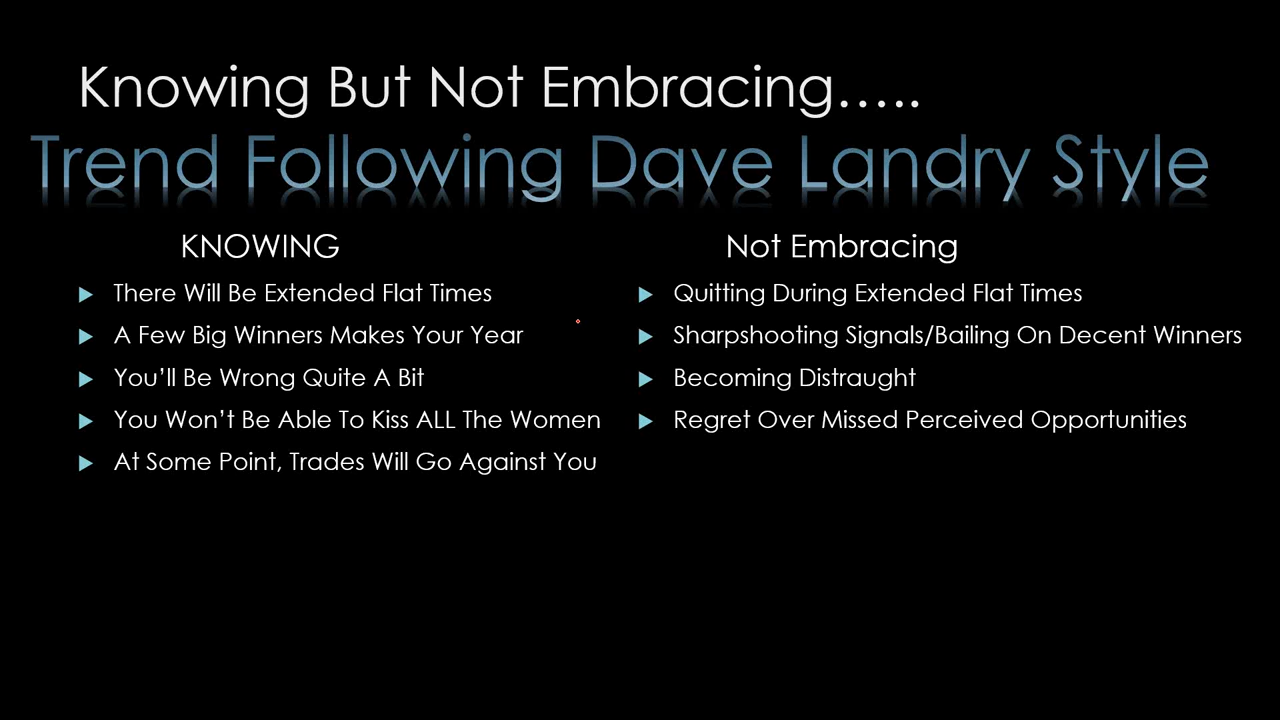 Knowing But Not Embracing.....
Trend Following Dave Landry Style
KNOWING
There Will Be Extended Flat Times
A Few Big Winners Makes Your Year
You’ll Be Wrong Quite A Bit
You Won’t Be Able To Kiss ALL The Women
At Some Point, Trades Will Go Against You
Not Embracing
Quitting During Extended Flat Times
Sharpshooting Signals/Bailing On Decent Winners
Becoming Distraught
Regret Over Missed Perceived Opportunities